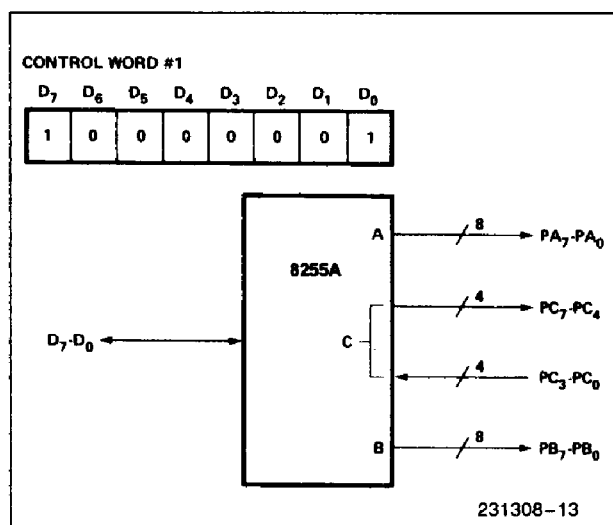 CONTROL WORD #1
D7 D6 D5 D4 D3 D2 D1 D0
1 0 0 0 0 0 0 1
A 8 PA7-PA0
8255A
4 PC7-PC4
D7-D0 C
4 PC3-PC0
B 8 PB7-PB0
231308-13